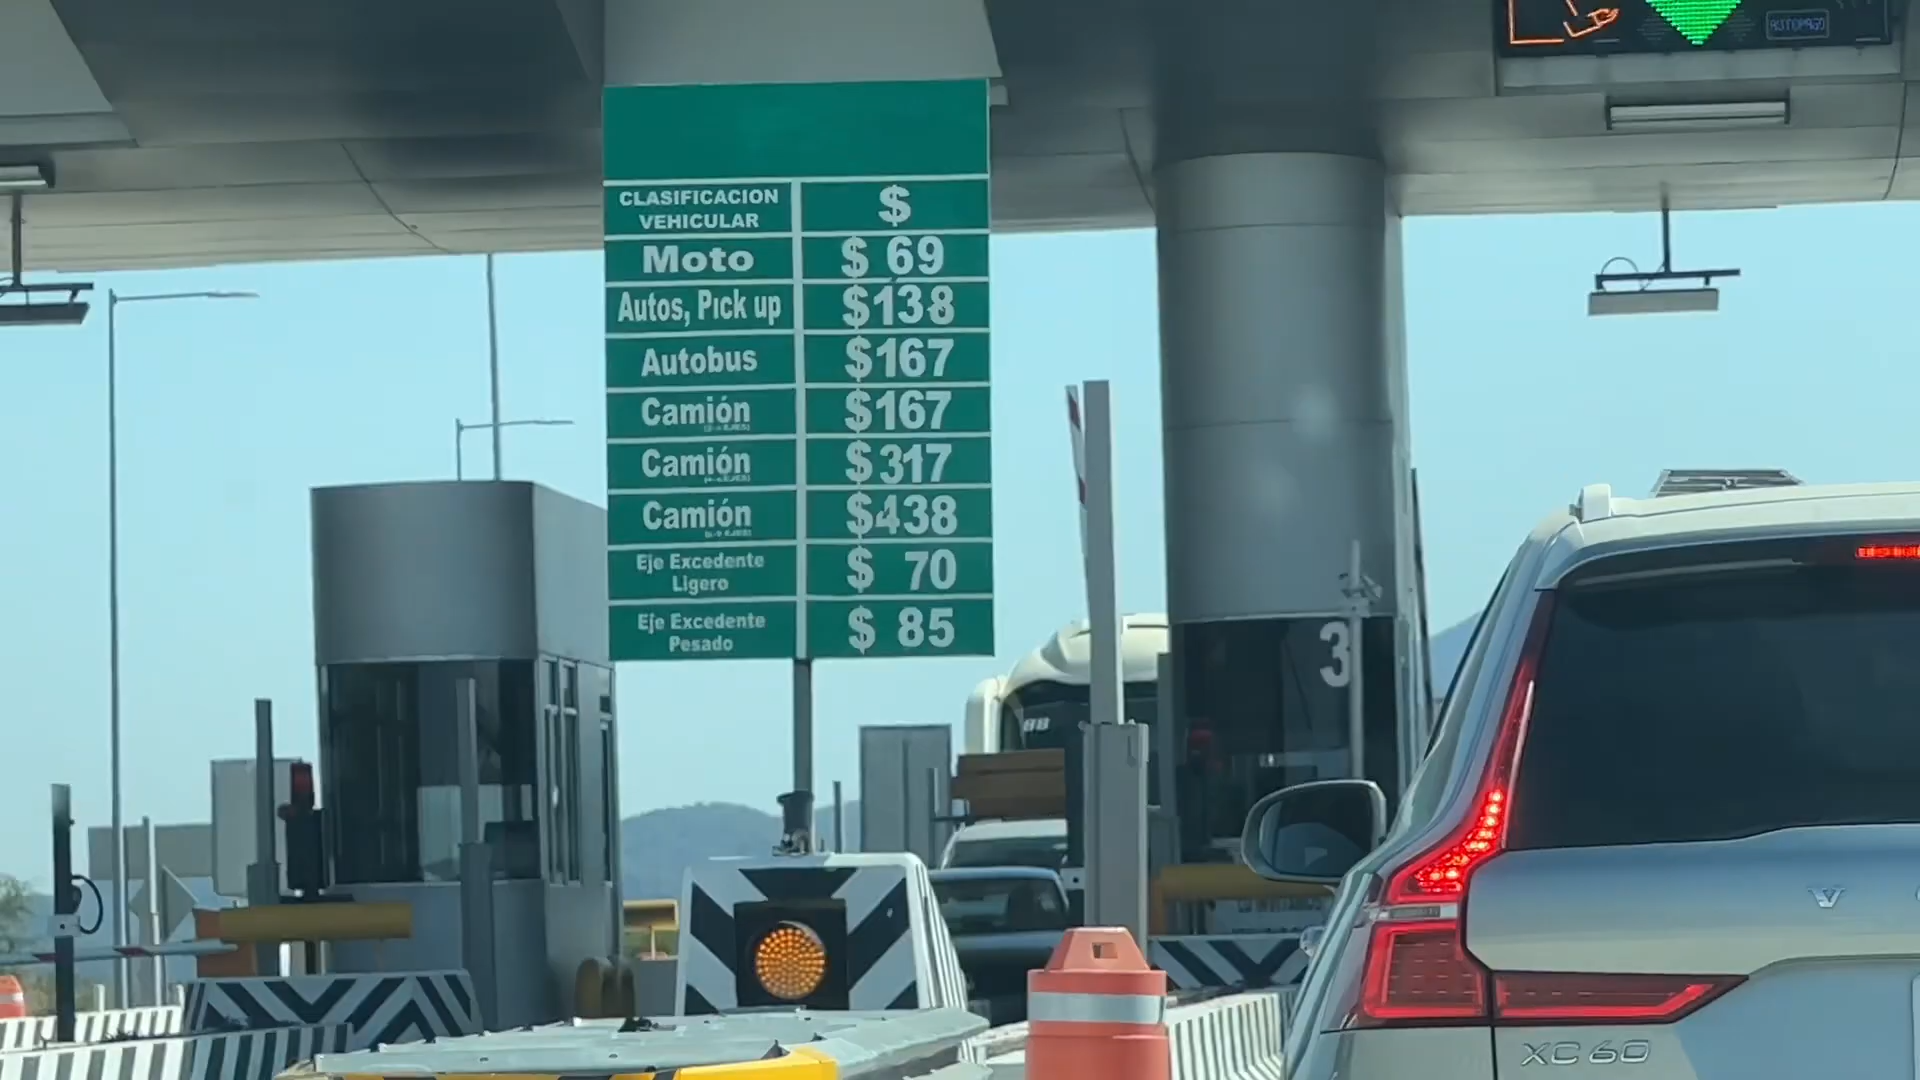 AUTOPAGO
CLASIFICACION
VEHICULAR
$
Moto $ 69
Autos, Pick up $138
Autobus $167
Camión $167
Camión $317
Camión $438
Eje Excedente
Ligero
$ 70
Eje Excedente
Pesado
$ 85
3
XC60